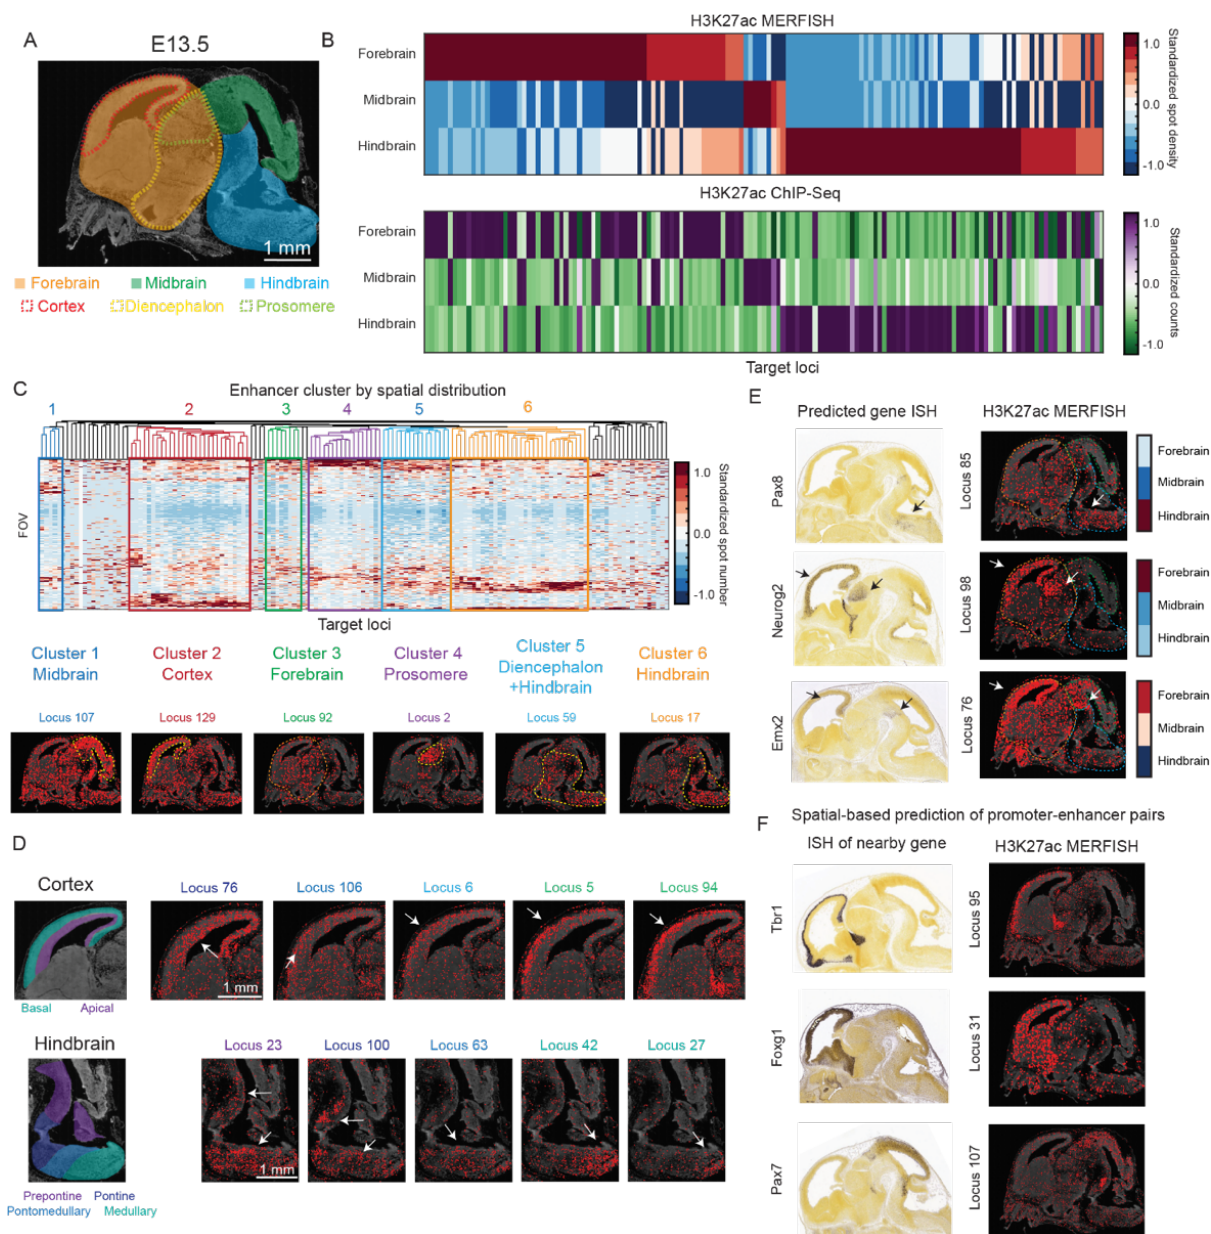 A
E13.5
1 mm
Forebrain
Midbrain
Hindbrain
Cortex
Diencephalon
Prosomere
B
H3K27ac MERFISH
Forebrain
Midbrain
Hindbrain
1.0
0.0
-1.0
Standardized spot density
H3K27ac ChIP-Seq
Forebrain
Midbrain
Hindbrain
1.0
0.0
-1.0
Standardized counts
Target loci
C
Enhancer cluster by spatial distribution
1
2
3
4
5
6
FOV
1.0
0.0
-1.0
Standardized spot number
Target loci
Cluster 1
Midbrain
Cluster 2
Cortex
Cluster 3
Forebrain
Cluster 4
Prosomere
Cluster 5
Diencephalon
+Hindbrain
Cluster 6
Hindbrain
Locus 107
Locus 129
Locus 92
Locus 2
Locus 59
Locus 17
D
Cortex
Basal
Apical
Locus 76
Locus 106
Locus 6
Locus 5
Locus 94
1 mm
Hindbrain
Prepontine
Pontine
Pontomedullary
Medullary
Locus 23
Locus 100
Locus 63
Locus 42
Locus 27
1 mm
E
Predicted gene ISH
H3K27ac MERFISH
Pax8
Locus 85
Forebrain
Midbrain
Hindbrain
Neurog2
Locus 98
Forebrain
Midbrain
Hindbrain
Emx2
Locus 76
Forebrain
Midbrain
Hindbrain
F
Spatial-based prediction of promoter-enhancer pairs
ISH of nearby gene
H3K27ac MERFISH
Tbr1
Locus 95
Foxg1
Locus 31
Pax7
Locus 107